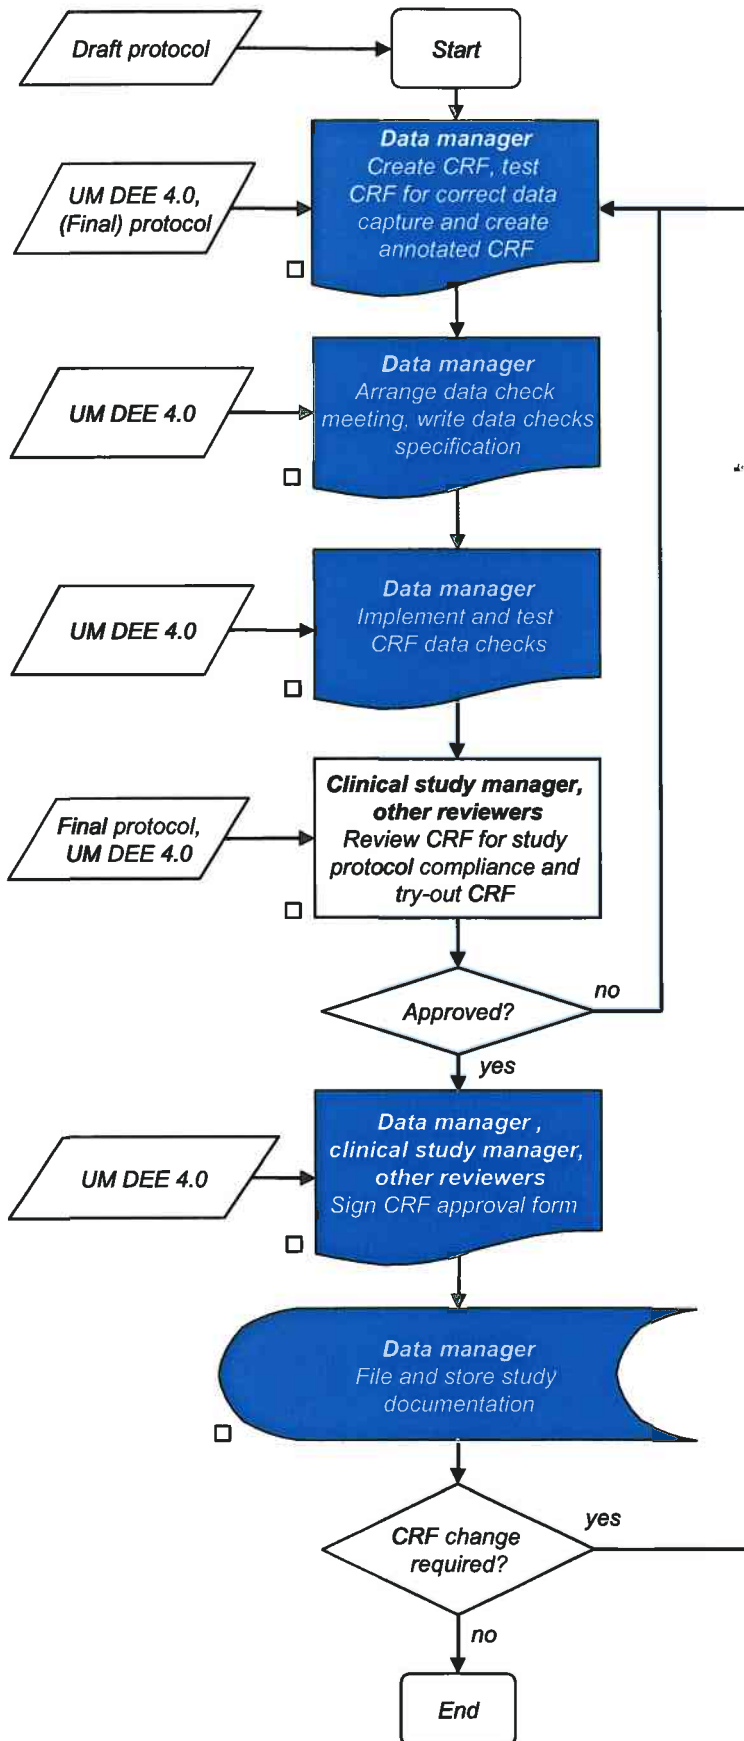 Draft protocol
Start
Data manager
Create CRF, test
CRF for correct data
capture and create
annotated CRF
UM DEE 4.0,
(Final) protocol
Data manager
Arrange data check
meeting, write data checks
specification
UM DEE 4.0
Data manager
Implement and test
CRF data checks
UM DEE 4.0
Clinical study manager,
other reviewers
Review CRF for study
protocol compliance and
try-out CRF
Final protocol,
UM DEE 4.0
Approved?
no
yes
Data manager ,
clinical study manager,
other reviewers
Sign CRF approval form
UM DEE 4.0
Data manager
File and store study
documentation
CRF change
required?
yes
no
End